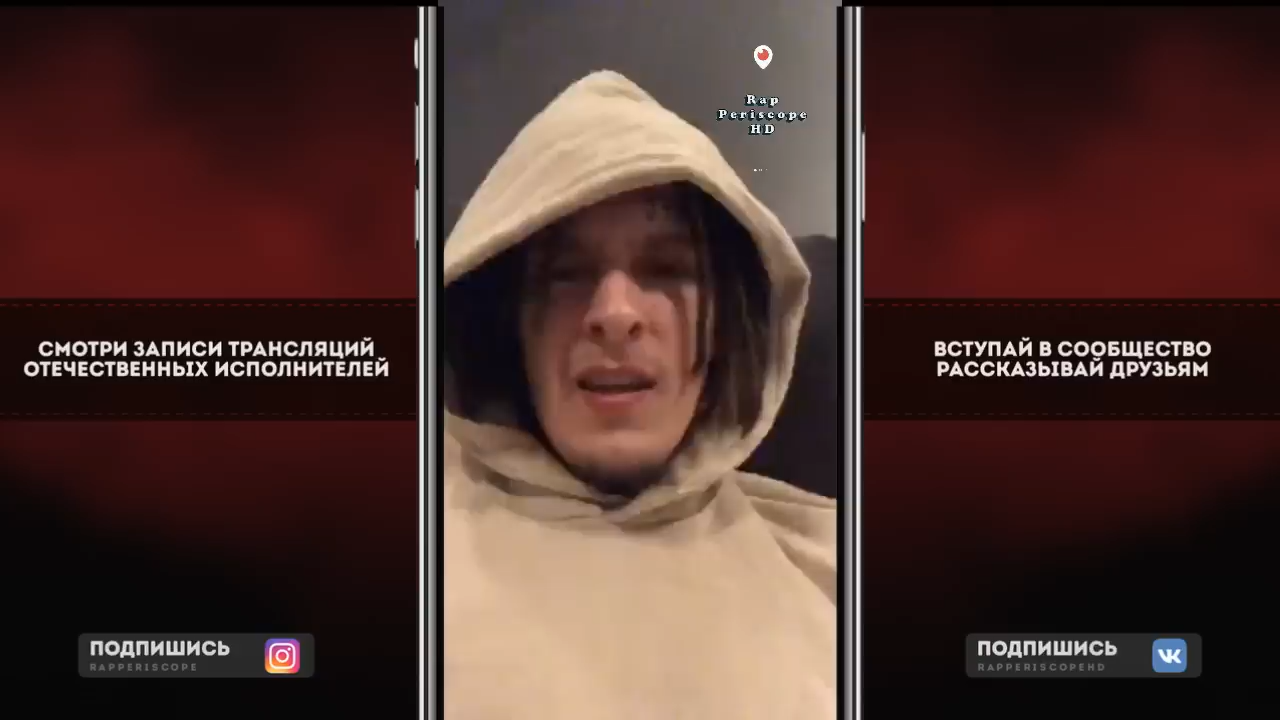 Rap
Periscope
HD
СМОТРИ ЗАПИСИ ТРАНСЛЯЦИЙ
ОТЕЧЕСТВЕННЫХ ИСПОЛНИТЕЛЕЙ
ВСТУПАЙ В СООБЩЕСТВО
РАССКАЗЫВАЙ ДРУЗЬЯМ
ПОДПИШИСЬ
RAPPERISCOPE
ПОДПИШИСЬ
RAPPERISCOPEHD